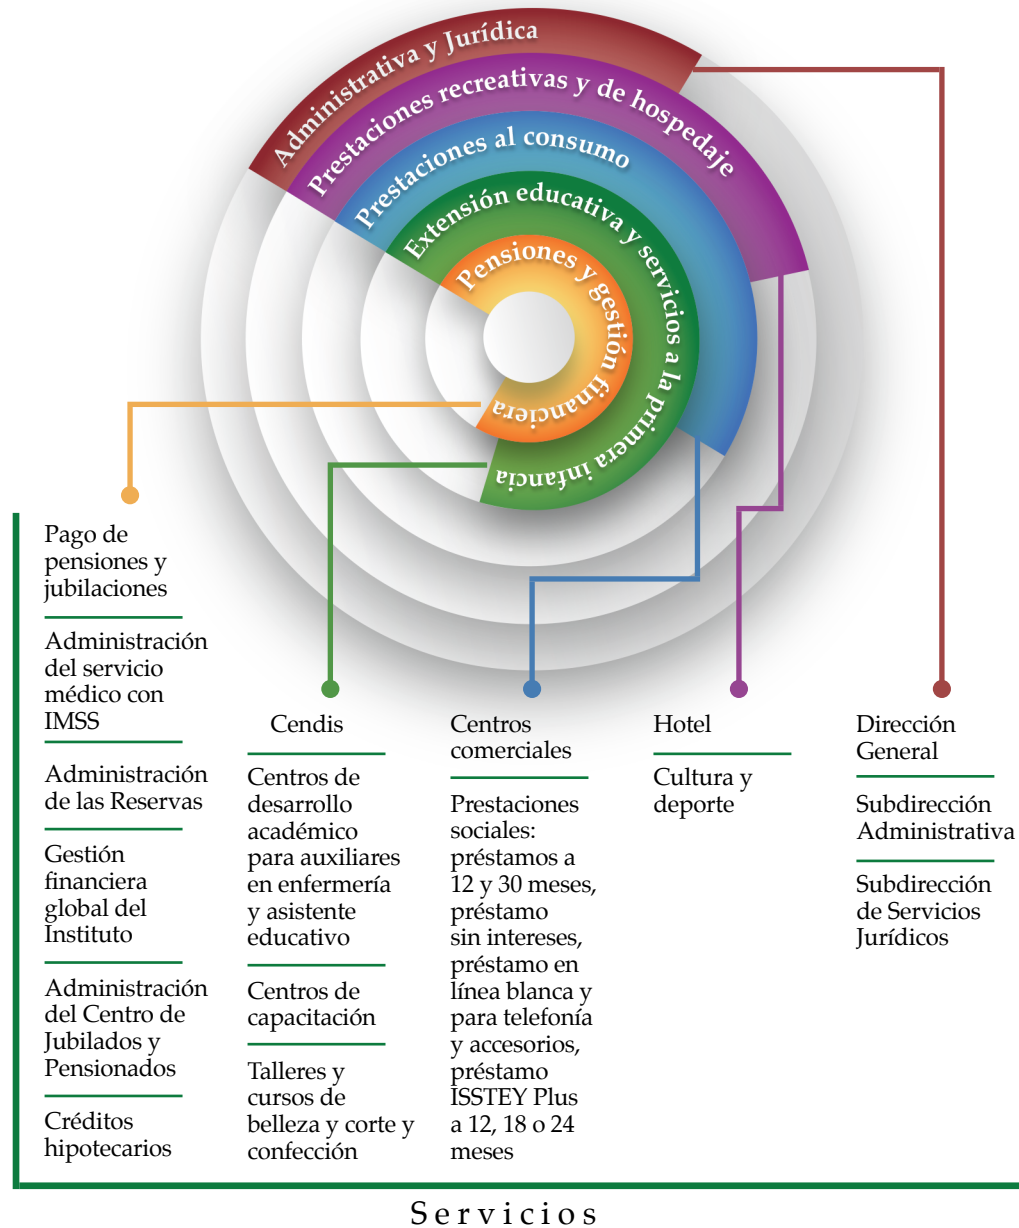 Administrativa y Jurídica
Prestaciones recreativas y de hospedaje
Prestaciones al consumo
Extensión educativa y servicios a la primera infancia
Pensiones y gestión financiera
Pago de
pensiones y
jubilaciones
Administración
del servicio
médico con
IMSS
Administración
de las Reservas
Gestión
financiera
global del
Instituto
Administración
del Centro de
Jubilados y
Pensionados
Créditos
hipotecarios
Cendis
Centros de
desarrollo
académico
para auxiliares
en enfermería
y asistente
educativo
Centros de
capacitación
Talleres y
cursos de
belleza y corte y
confección
Centros
comerciales
Prestaciones
sociales:
préstamos a
12 y 30 meses,
préstamo
sin intereses,
préstamo en
línea blanca y
para telefonía
y accesorios,
préstamo
ISSTEY Plus
a 12, 18 o 24
meses
Hotel
Cultura y
deporte
Dirección
General
Subdirección
Administrativa
Subdirección
de Servicios
Jurídicos
Servicios